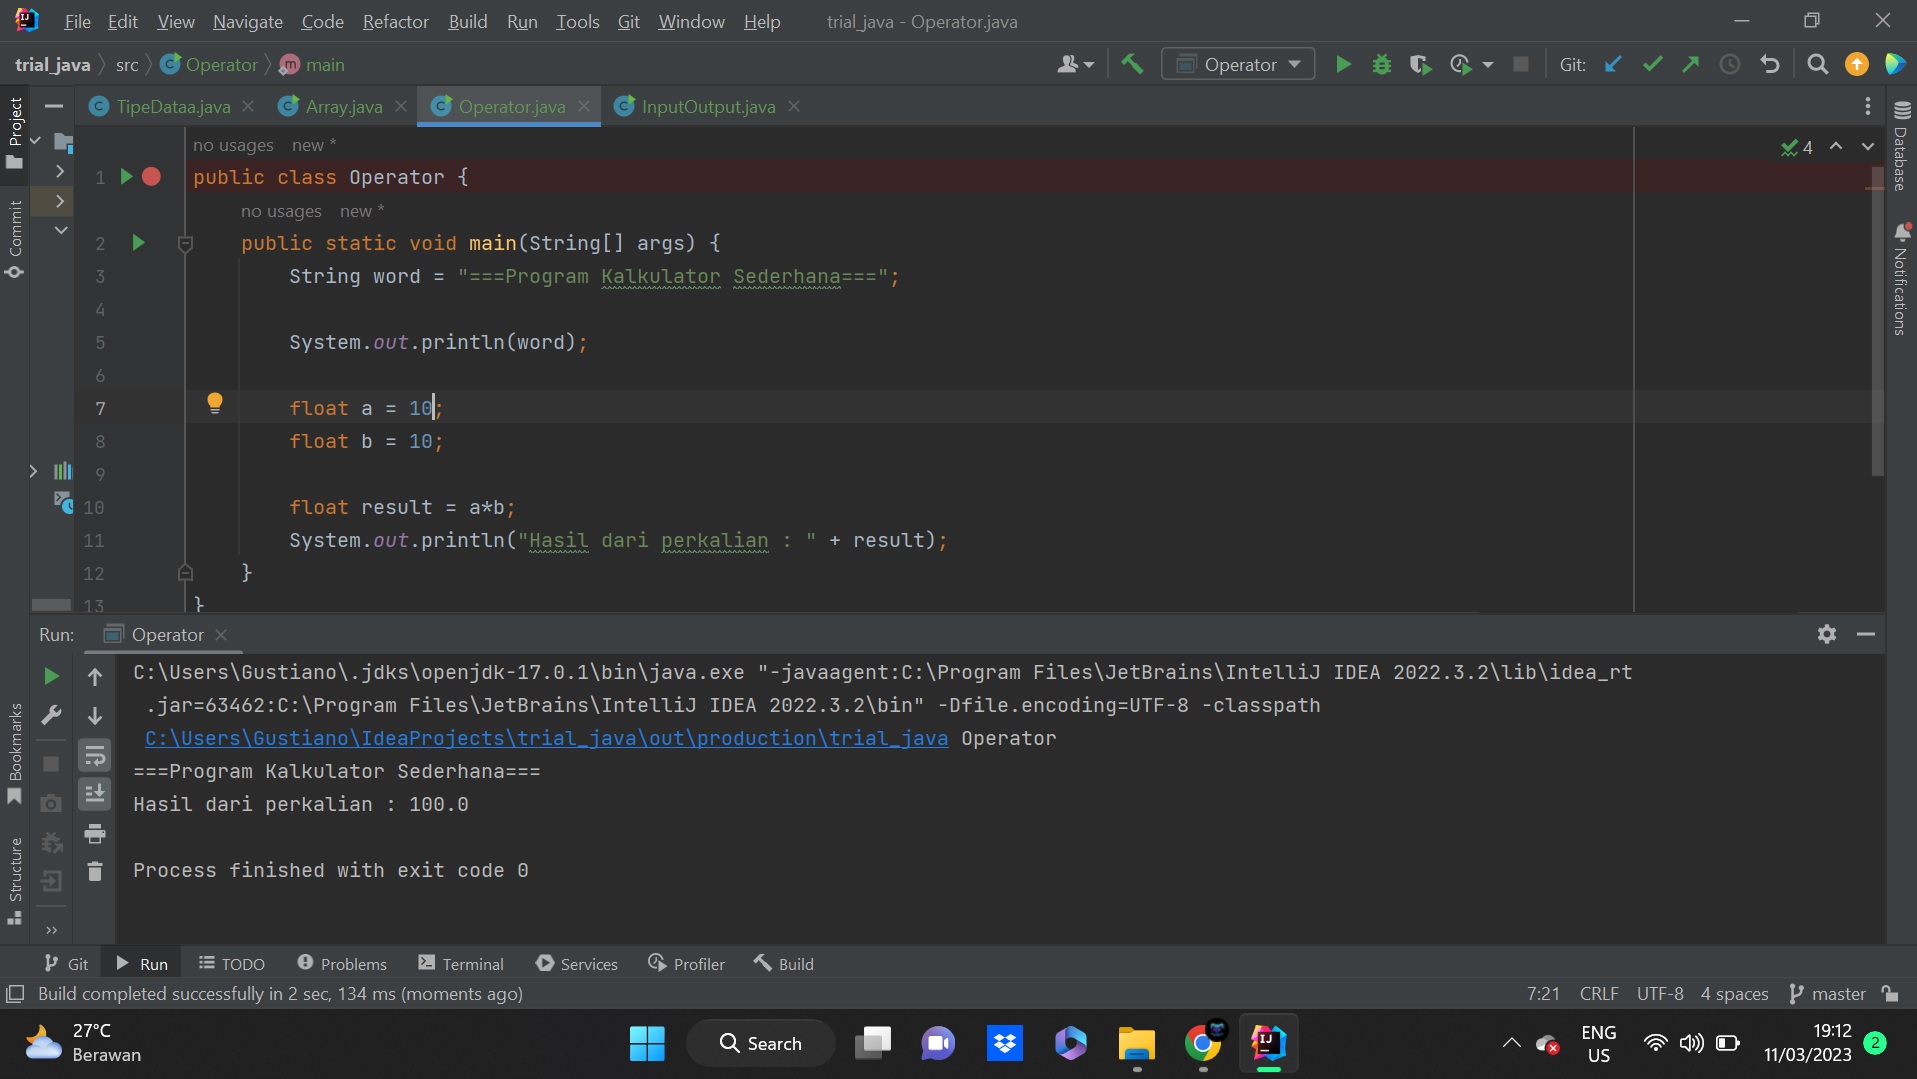 File Edit View Navigate Code Refactor Build Run Tools Git Window Help trial_java - Operator.java
trial_java src Operator main Operator Git:
TipeDataa.java Array.java Operator.java InputOutput.java
Project
Commit
Bookmarks
Structure
Database
Notifications
no usages new *
4
1 public class Operator {
no usages new *
2 public static void main(String[] args) {
3 String word = "===Program Kalkulator Sederhana===";
4
5 System.out.println(word);
6
7 float a = 10;
8 float b = 10;
9
10 float result = a*b;
11 System.out.println("Hasil dari perkalian : " + result);
12 }
13 }
Run: Operator
C:\Users\Gustiano\.jdks\openjdk-17.0.1\bin\java.exe "-javaagent:C:\Program Files\JetBrains\IntelliJ IDEA 2022.3.2\lib\idea_rt
.jar=63462:C:\Program Files\JetBrains\IntelliJ IDEA 2022.3.2\bin" -Dfile.encoding=UTF-8 -classpath
C:\Users\Gustiano\IdeaProjects\trial_java\out\production\trial_java Operator
===Program Kalkulator Sederhana===
Hasil dari perkalian : 100.0
Process finished with exit code 0
Git Run TODO Problems Terminal Services Profiler Build
Build completed successfully in 2 sec, 134 ms (moments ago) 7:21 CRLF UTF-8 4 spaces master
27°C
Berawan
Search
ENG
US
19:12
11/03/2023
2